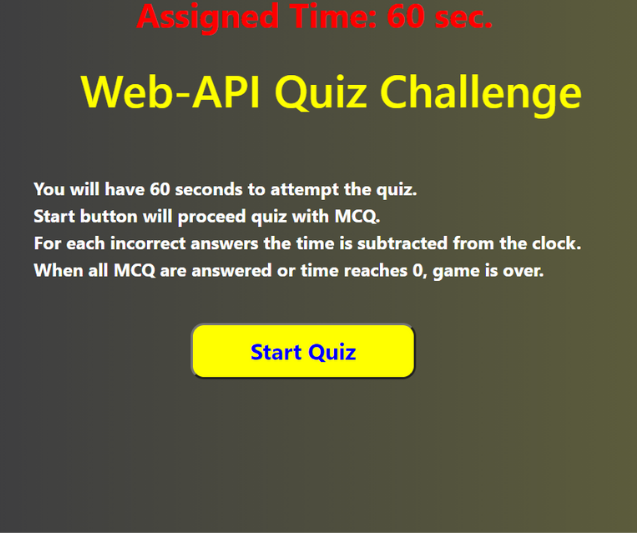 Assigned Time: 60 sec.
Web-API Quiz Challenge
You will have 60 seconds to attempt the quiz.
Start button will proceed quiz with MCQ.
For each incorrect answers the time is subtracted from the clock.
When all MCQ are answered or time reaches 0, game is over.
Start Quiz